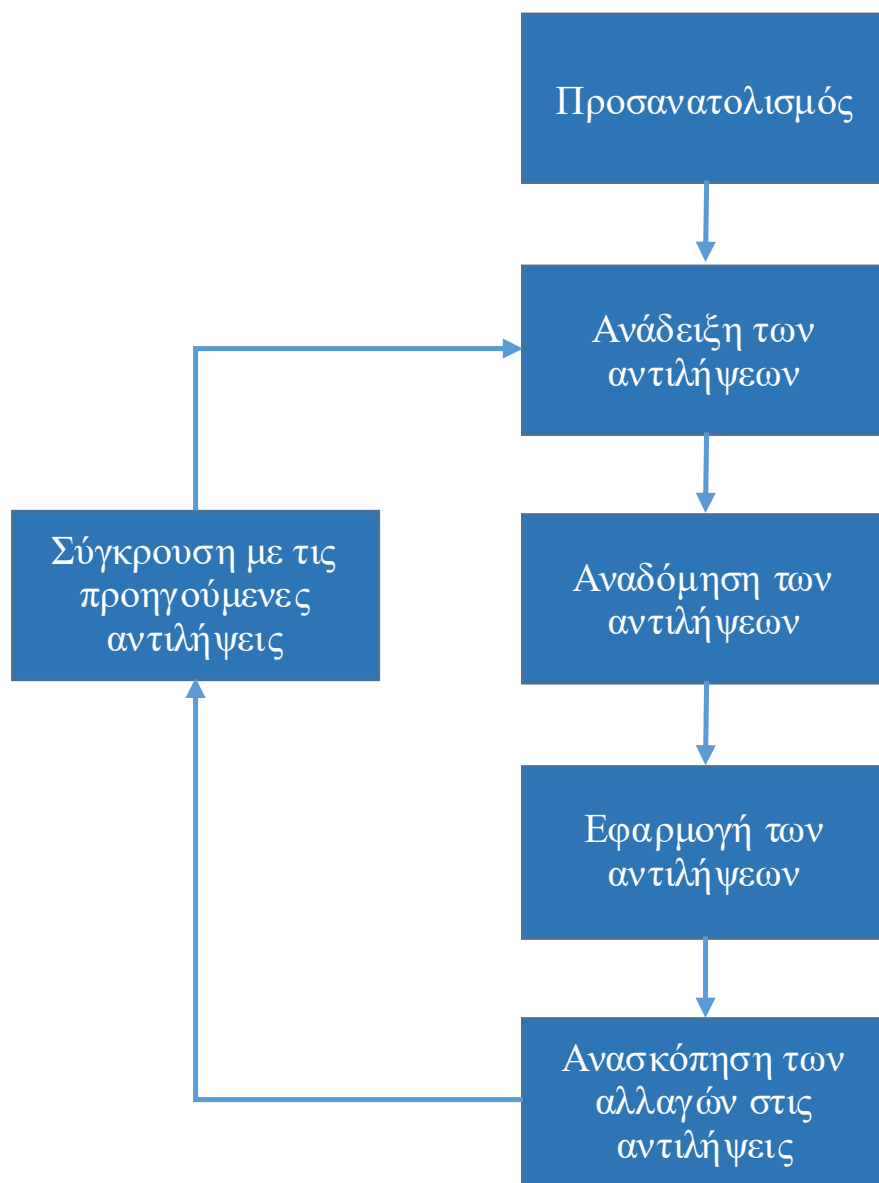 Προσανατολισμός
Ανάδειξη των
αντιλήψεων
Σύγκρουση με τις
προηγούμενες
αντιλήψεις
Αναδόμηση των
αντιλήψεων
Εφαρμογή των
αντιλήψεων
Ανασκόπηση των
αλλαγών στις
αντιλήψεις